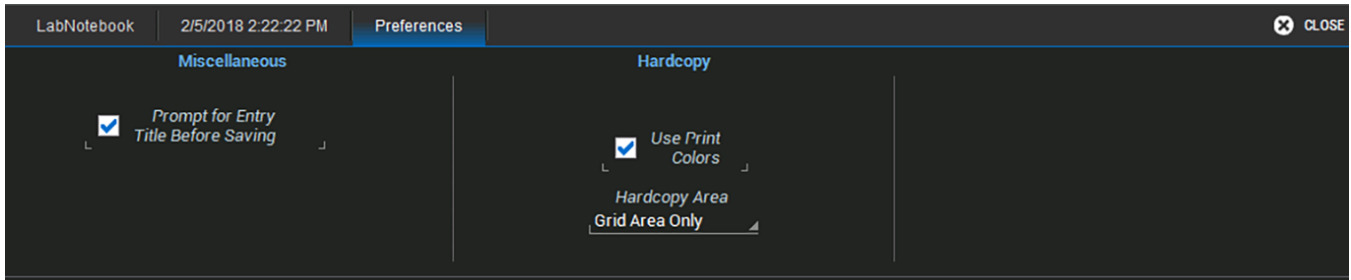 LabNotebook 2/5/2018 2:22:22 PM Preferences CLOSE
Miscellaneous Hardcopy
Prompt for Entry
Title Before Saving
Use Print
Colors
Hardcopy Area
Grid Area Only